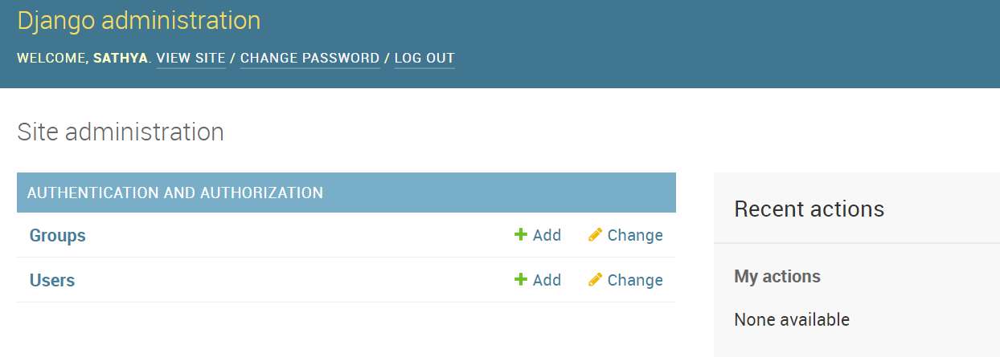 Django administration
WELCOME, SATHYA. VIEW SITE / CHANGE PASSWORD / LOG OUT
Site administration
AUTHENTICATION AND AUTHORIZATION
Groups Add Change
Users Add Change
Recent actions
My actions
None available